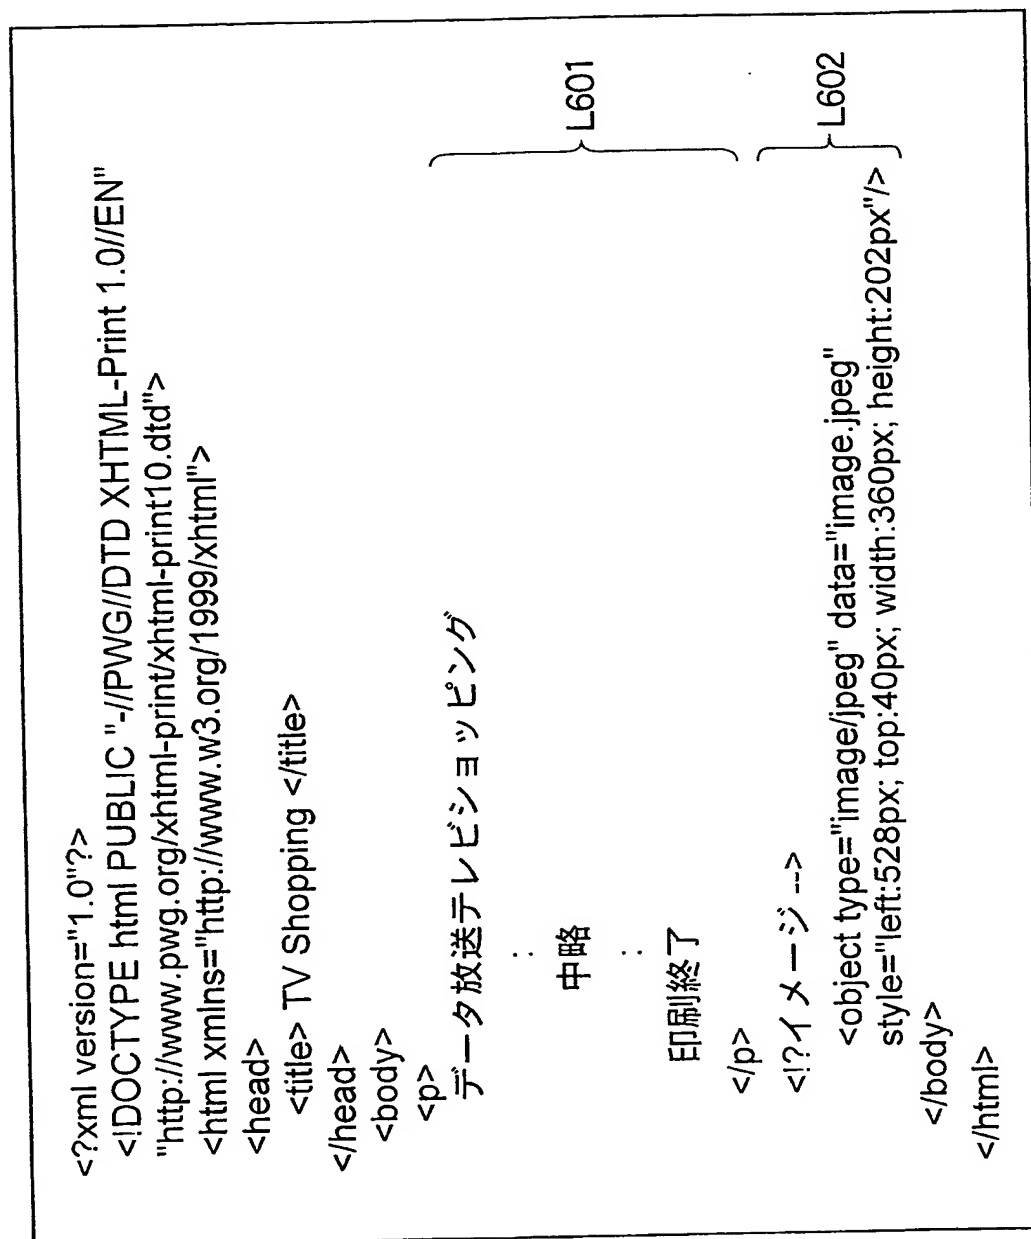 <?xml version="1.0"?>
<!DOCTYPE html PUBLIC "-//PWG//DTD XHTML-Print 1.0//EN"
"http://www.pwg.org/xhtml-print/xhtml-print10.dtd">
<html xmlns="http://www.w3.org/1999/xhtml">
<head>
<title> TV Shopping </title>
</head>
<body>
<p>
データ放送テレビショッピング
:
中略
:
印刷終了
</p>
L601
<!?イメージ -->
<object type="image/jpeg" data="image.jpeg"
style="left:528px; top:40px; width:360px; height:202px"/>
L602
</body>
</html>